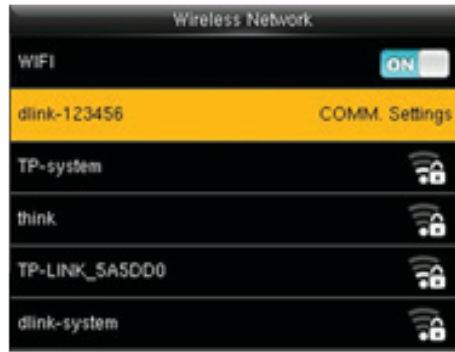 Wireless Network
WIFI ON
dlink-123456 COMM. Settings
TP-system
think
TP-LINK_5A5DD0
dlink-system